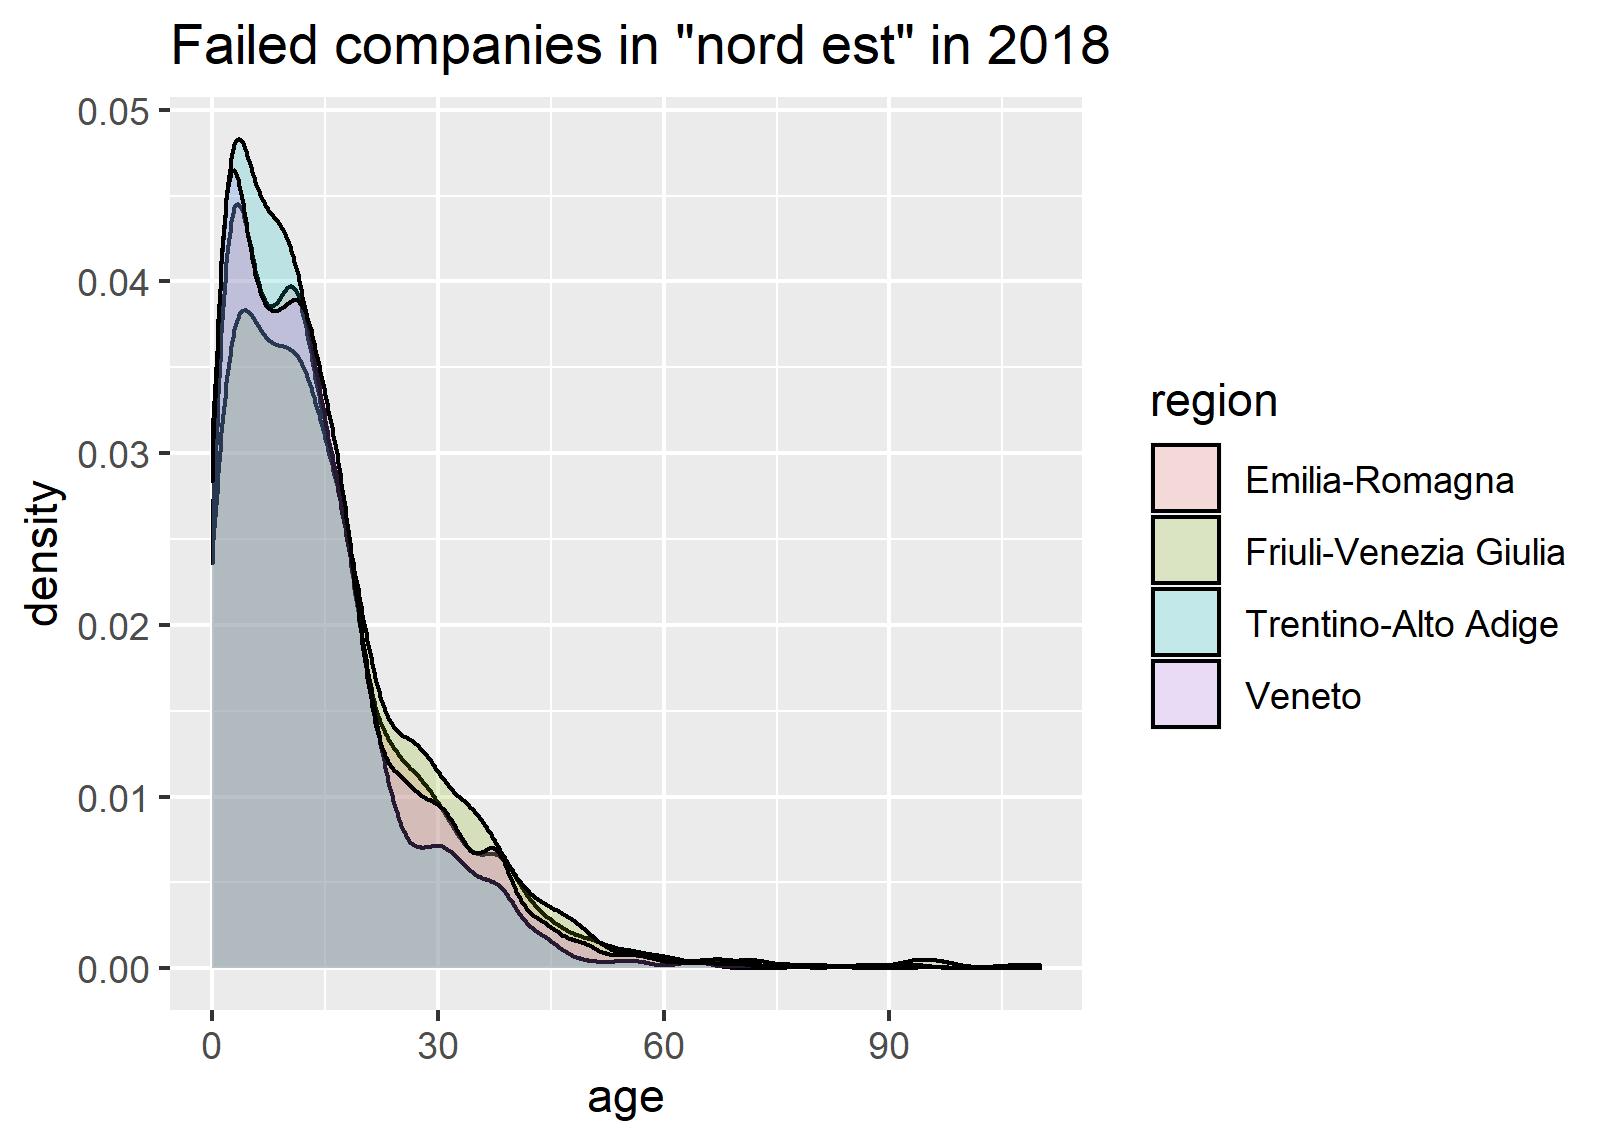 Failed companies in "nord est" in 2018
0.05
0.04
0.03
0.02
0.01
0.00
density
0 30 60 90
age
region
Emilia-Romagna
Friuli-Venezia Giulia
Trentino-Alto Adige
Veneto